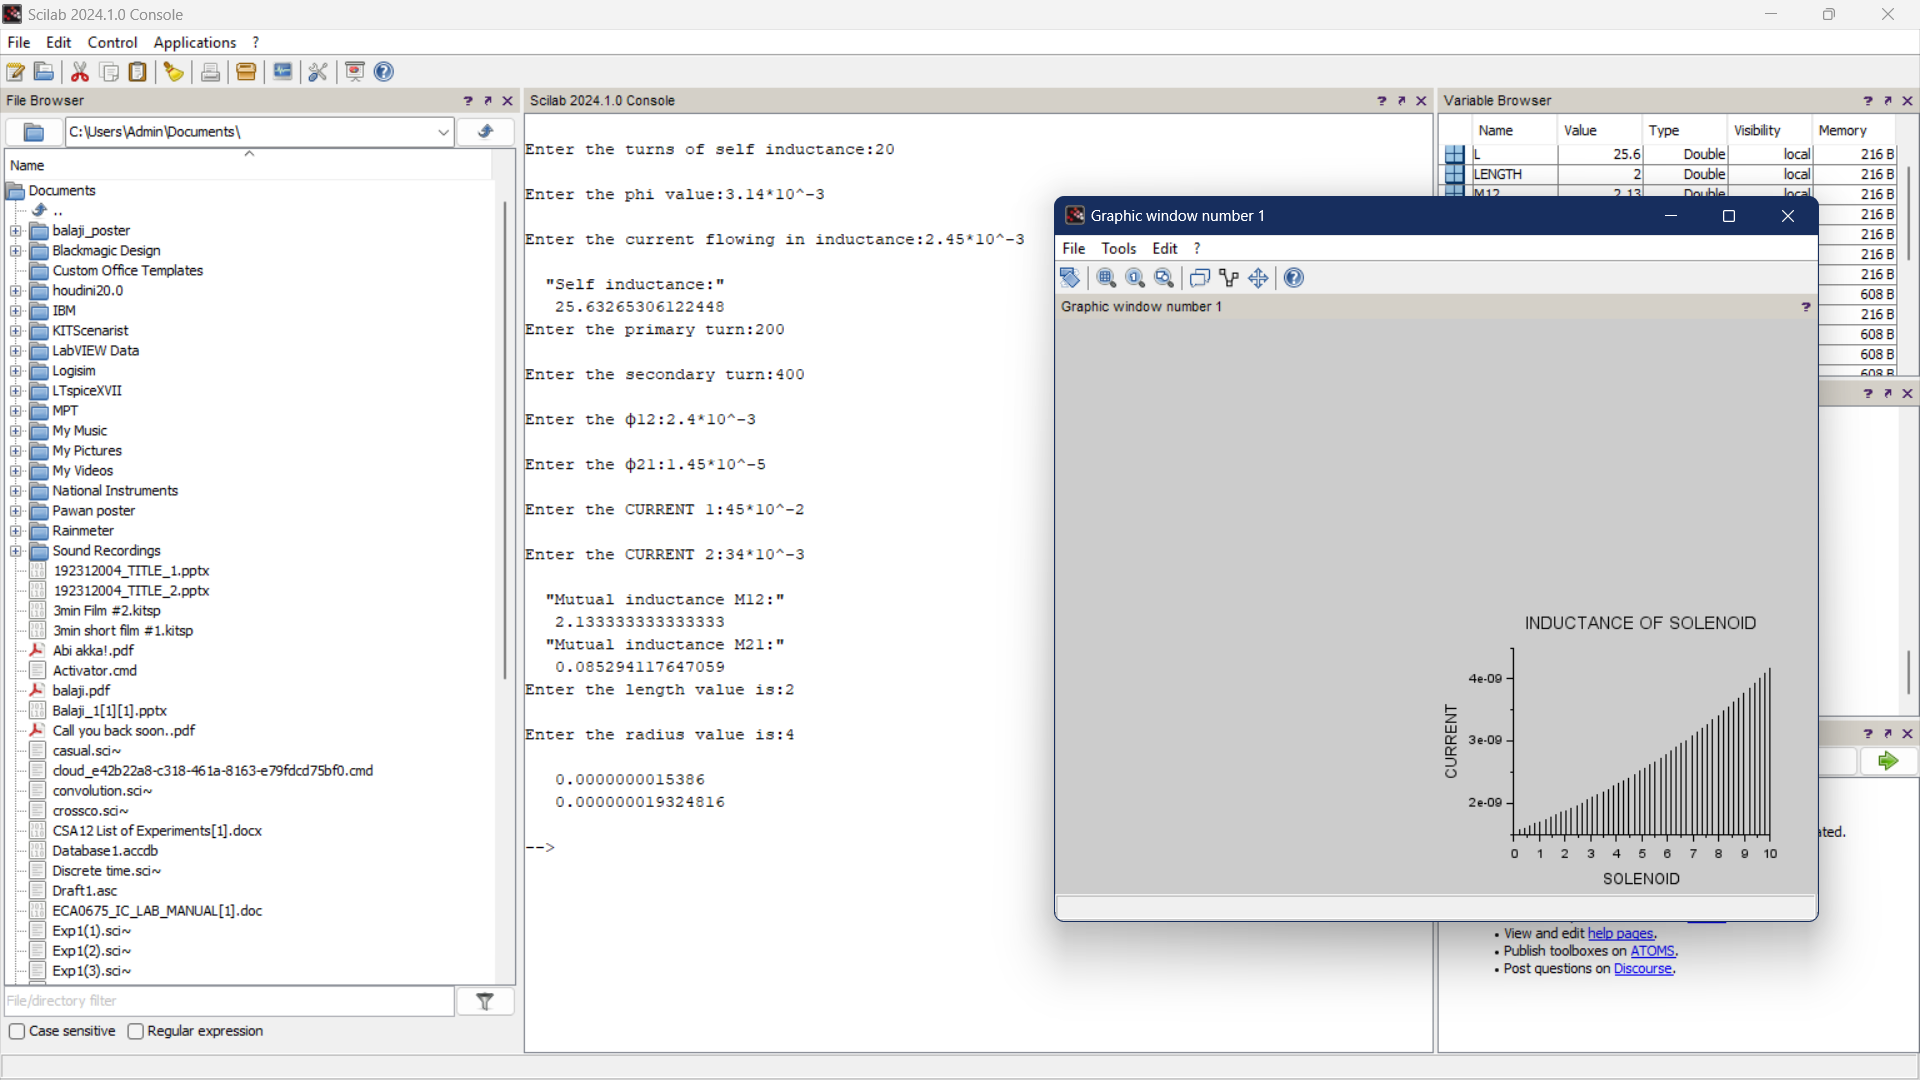 Scilab 2024.1.0 Console
File Edit Control Applications ?
File Browser ?
C:\Users\Admin\Documents\
Name
Documents
..
balaji_poster
Blackmagic Design
Custom Office Templates
houdini20.0
IBM
KITScenarist
LabVIEW Data
Logisim
LTspiceXVII
MPT
My Music
My Pictures
My Videos
National Instruments
Pawan poster
Rainmeter
Sound Recordings
192312004_TITLE_1.pptx
192312004_TITLE_2.pptx
3min Film #2.kitsp
3min short film #1.kitsp
Abi akka!.pdf
Activator.cmd
balaji.pdf
Balaji_1[1][1].pptx
Call you back soon..pdf
casual.sci~
cloud_e42b22a8-c318-461a-8163-e79fdcd75bf0.cmd
convolution.sci~
crossco.sci~
CSA12 List of Experiments[1].docx
Database1.accdb
Discrete time.sci~
Draft1.asc
ECA0675_IC_LAB_MANUAL[1].doc
Exp1(1).sci~
Exp1(2).sci~
Exp1(3).sci~
File/directory filter
Case sensitive Regular expression
Scilab 2024.1.0 Console ?
Enter the turns of self inductance:20
Enter the phi value:3.14*10^-3
Enter the current flowing in inductance:2.45*10^-3
"Self inductance:"
25.63265306122448
Enter the primary turn:200
Enter the secondary turn:400
Enter the ф12:2.4*10^-3
Enter the ф21:1.45*10^-5
Enter the CURRENT 1:45*10^-2
Enter the CURRENT 2:34*10^-3
"Mutual inductance M12:"
2.133333333333333
"Mutual inductance M21:"
0.085294117647059
Enter the length value is:2
Enter the radius value is:4
0.0000000015386
0.000000019324816
-->
Variable Browser ?
Name Value Type Visibility Memory
L 25.6 Double local 216 B
LENGTH 2 Double local 216 B
M12 2.13 Double local 216 B
216 B
216 B
216 B
216 B
608 B
216 B
608 B
608 B
608 B
?
Graphic window number 1
File Tools Edit ?
Graphic window number 1 ?
INDUCTANCE OF SOLENOID
4e-09
3e-09
2e-09
CURRENT
0 1 2 3 4 5 6 7 8 9 10
SOLENOID
?
• View and edit help pages.
• Publish toolboxes on ATOMS.
• Post questions on Discourse.